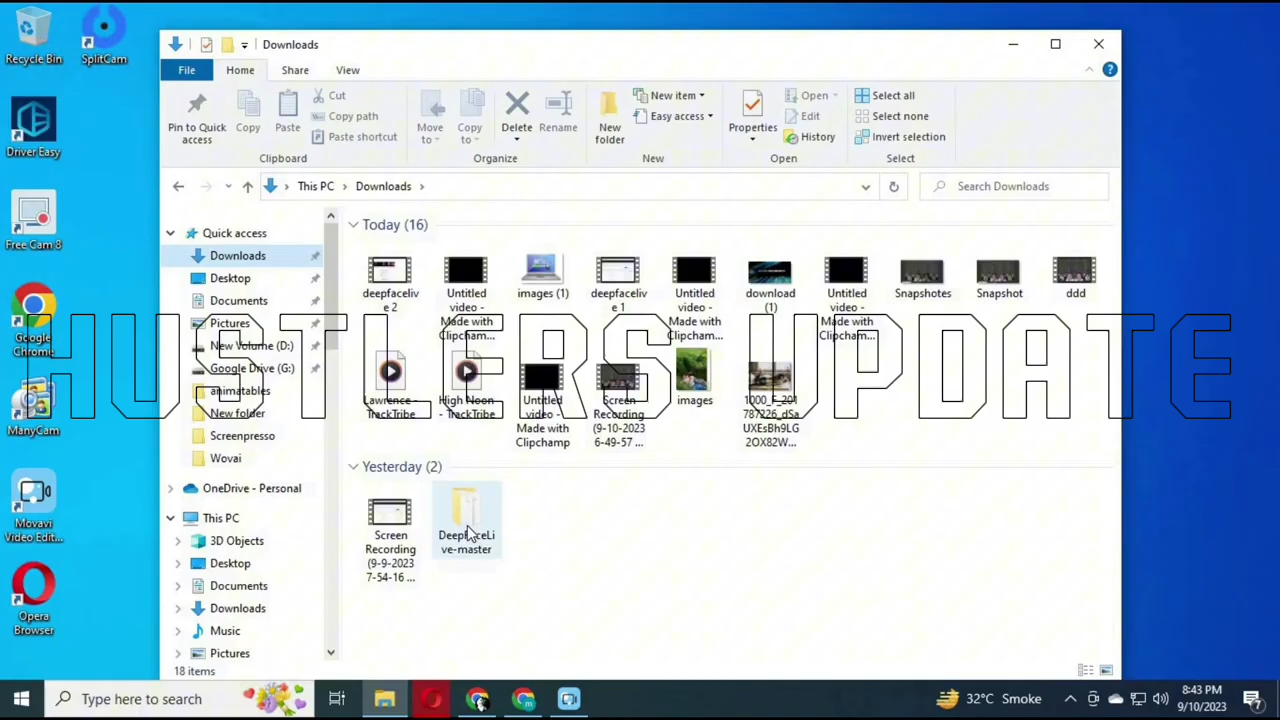 Recycle Bin
SplitCam
Driver Easy
Free Cam 8
Google
Chrome
ManyCam
Movavi
Video Edit...
Opera
Browser
Downloads
File
Home
Share
View
Pin to Quick
access
Copy
Paste
Cut
Copy path
Paste shortcut
Clipboard
Move
to
Copy
to
Delete
Rename
Organize
New
folder
New item
Easy access
New
Properties
Open
Edit
History
Open
Select all
Select none
Invert selection
Select
This PC
Downloads
Search Downloads
Quick access
Downloads
Desktop
Documents
Pictures
New Volume (D:)
Google Drive (G:)
animatables
New folder
Screenpresso
Wovai
OneDrive - Personal
This PC
3D Objects
Desktop
Documents
Downloads
Music
Pictures
Today (16)
deepfaceliv
e 2
Untitled
video -
Made with
Clipcham...
images (1)
deepfaceliv
e 1
Untitled
video -
Made with
Clipcham...
download
(1)
Untitled
video -
Made with
Clipcham...
Snapshotes
Snapshot
ddd
HUSTLERS UPDATE
Lawrence -
TrackTribe
High Noon
- TrackTribe
Untitled
video -
Made with
Clipchamp
Screen
Recording
(9-10-2023
6-49-57 ...
images
1000_F_201
787226_dSa
UXEsBh9LG
2OX82W...
Yesterday (2)
Screen
Recording
(9-9-2023
7-54-16 ...
DeepFaceLi
ve-master
18 items
Type here to search
32°C Smoke
8:43 PM
9/10/2023
7